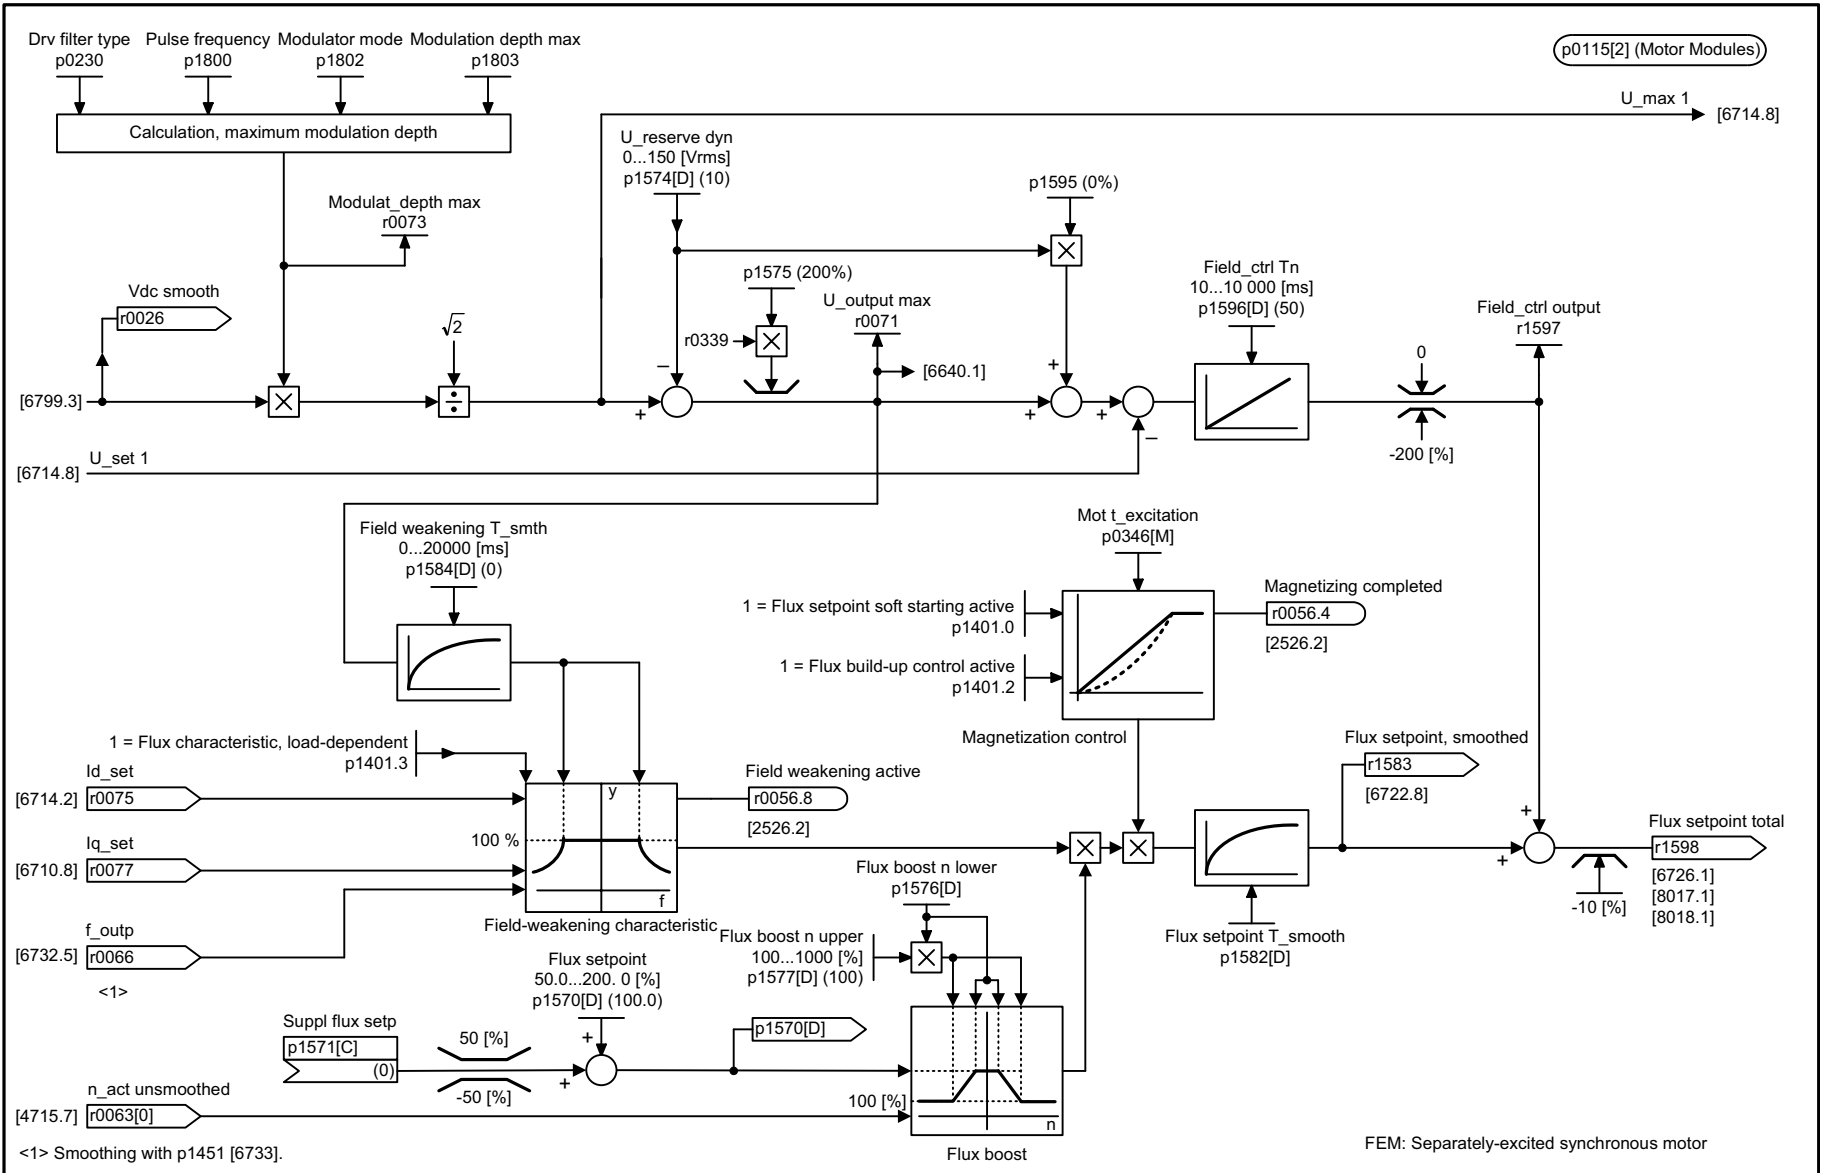 Drv filter type
p0230
Pulse frequency
p1800
Modulator mode
p1802
Modulation depth max
p1803
p0115[2] (Motor Modules)
Calculation, maximum modulation depth
U_max 1
[6714.8]
U_reserve dyn
0...150 [Vrms]
p1574[D] (10)
p1595 (0%)
Modulat_depth max
r0073
p1575 (200%)
U_output max
r0071
r0339
[6640.1]
Field_ctrl Tn
10...10 000 [ms]
p1596[D] (50)
Field_ctrl output
r1597
Vdc smooth
r0026
√2
0
[6799.3]
×
÷
+
–
×
×
+
+
+
–
-200 [%]
U_set 1
[6714.8]
Field weakening T_smth
0...20000 [ms]
p1584[D] (0)
Mot t_excitation
p0346[M]
1 = Flux setpoint soft starting active
p1401.0
1 = Flux build-up control active
p1401.2
Magnetizing completed
r0056.4
[2526.2]
Magnetization control
1 = Flux characteristic, load-dependent
p1401.3
Id_set
[6714.2]
r0075
Iq_set
[6710.8]
r0077
f_outp
[6732.5]
r0066
<1>
y
100 %
f
Field-weakening characteristic
Field weakening active
r0056.8
[2526.2]
Flux setpoint, smoothed
r1583
[6722.8]
×
×
+
+
Flux setpoint total
r1598
[6726.1]
[8017.1]
[8018.1]
-10 [%]
Flux setpoint T_smooth
p1582[D]
Flux boost n lower
p1576[D]
Flux boost n upper
100...1000 [%]
p1577[D] (100)
×
Flux setpoint
50.0...200. 0 [%]
p1570[D] (100.0)
p1570[D]
Suppl flux setp
p1571[C]
(0)
50 [%]
-50 [%]
+
+
n_act unsmoothed
[4715.7]
r0063[0]
100 [%]
n
Flux boost
<1> Smoothing with p1451 [6733].
FEM: Separately-excited synchronous motor